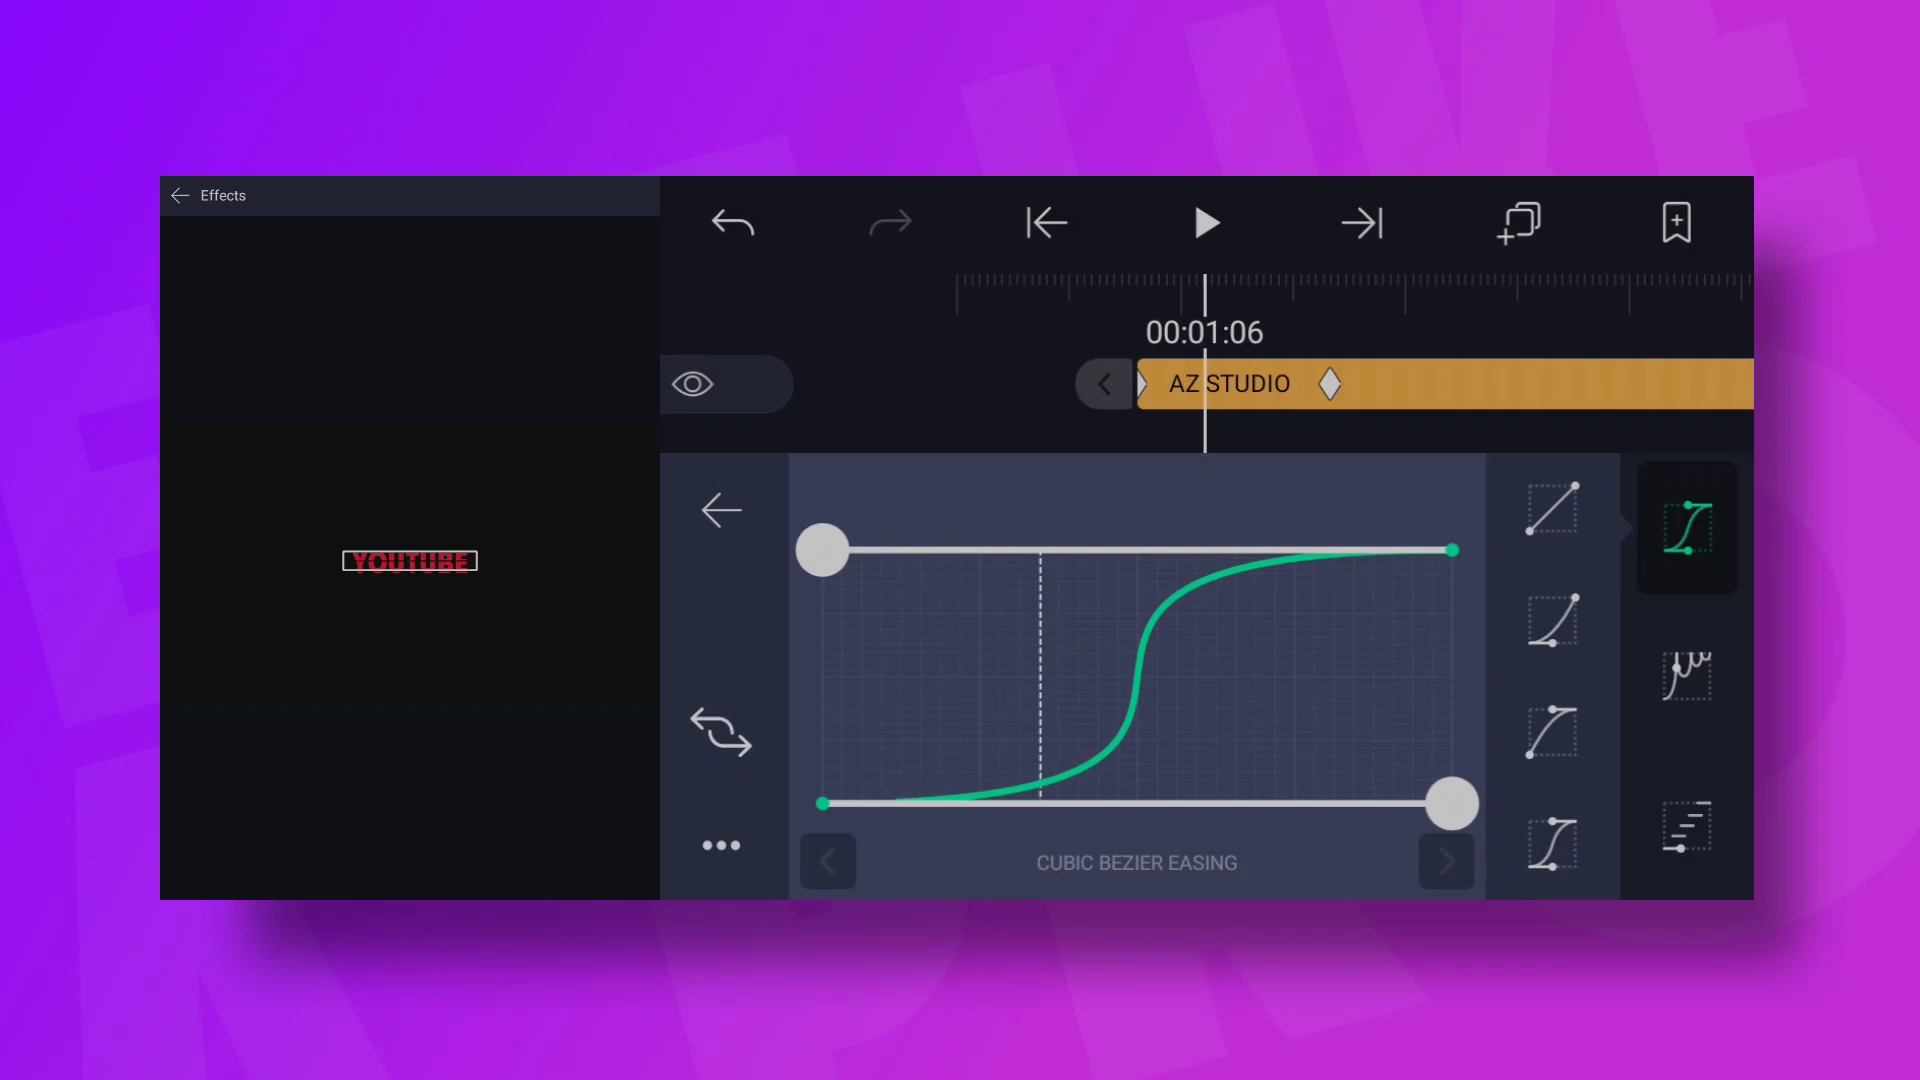 Effects
00:01:06
AZ STUDIO
YOUTUBE
CUBIC BEZIER EASING